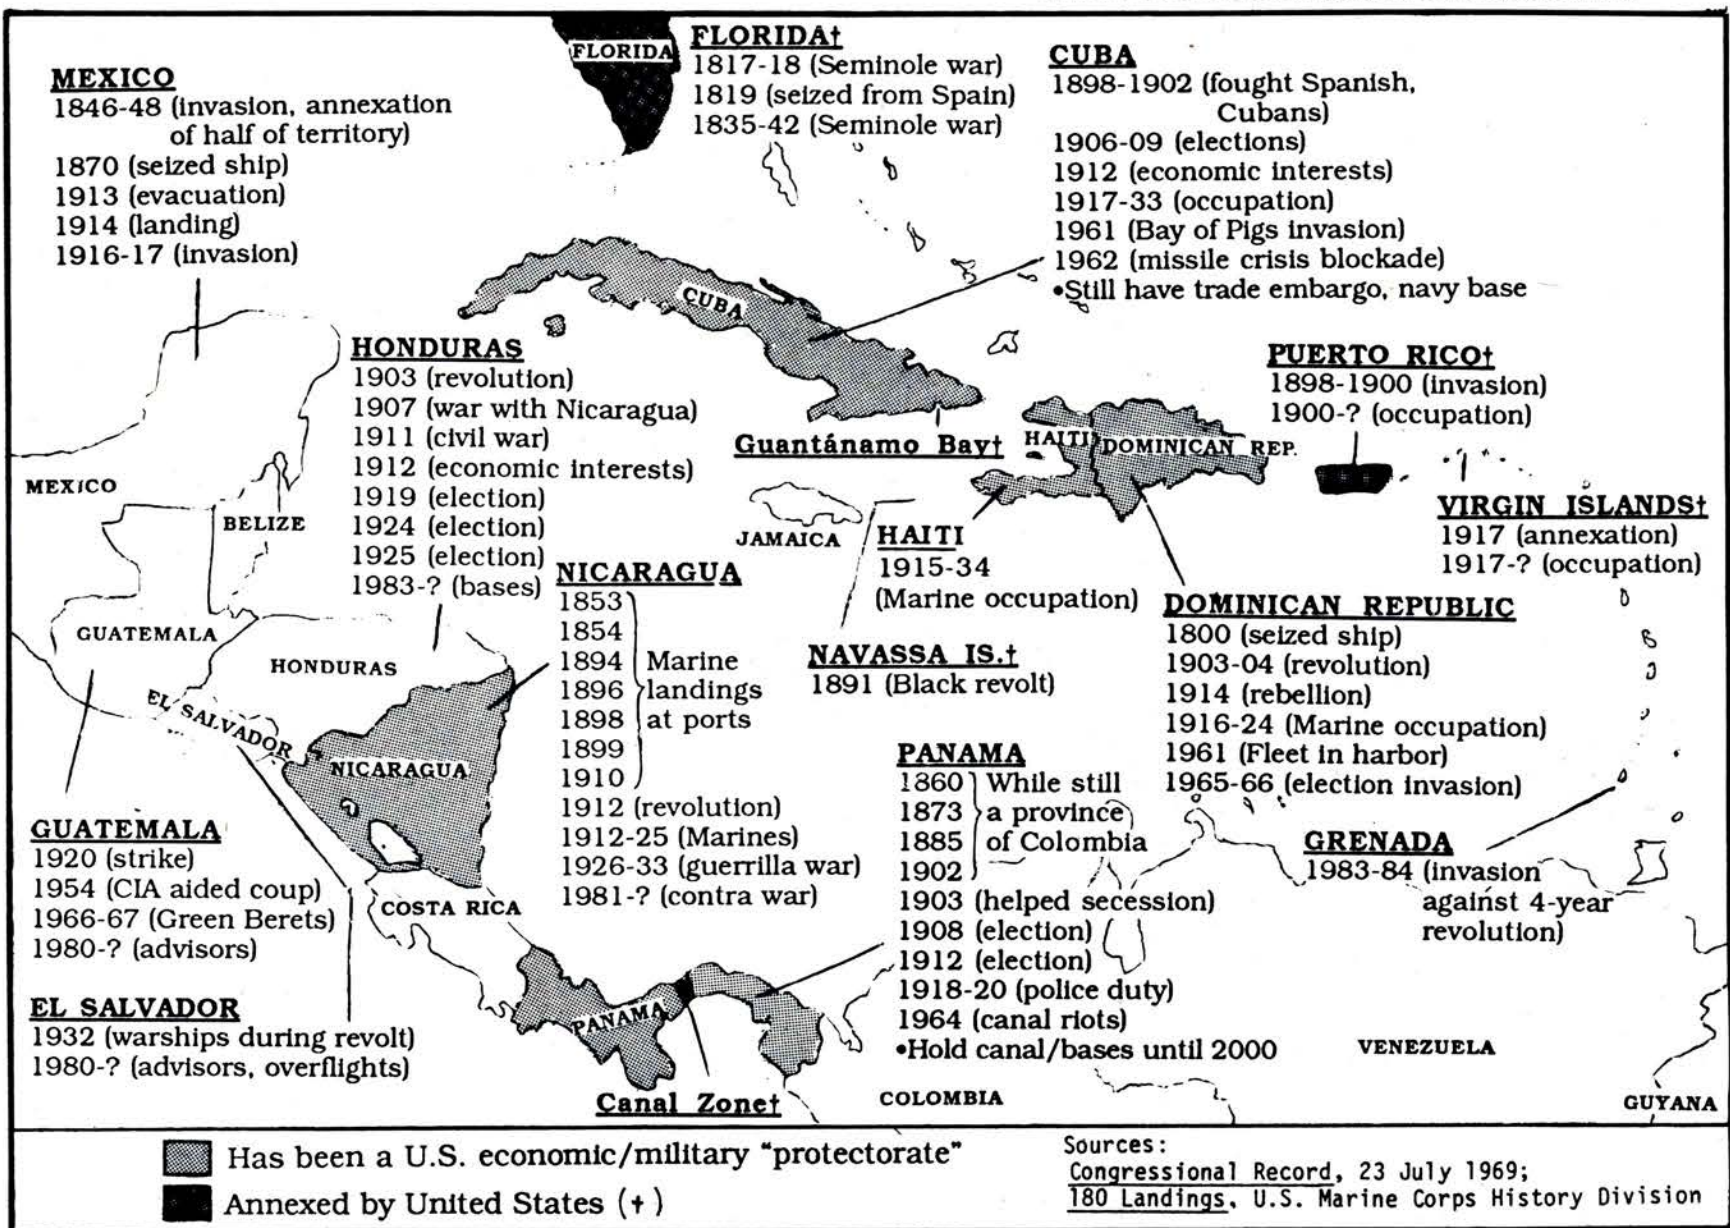 MEXICO
1846-48 (invasion, annexation
of half of territory)
1870 (seized ship)
1913 (evacuation)
1914 (landing)
1916-17 (invasion)
FLORIDA
FLORIDA†
1817-18 (Seminole war)
1819 (seized from Spain)
1835-42 (Seminole war)
CUBA
1898-1902 (fought Spanish,
Cubans)
1906-09 (elections)
1912 (economic interests)
1917-33 (occupation)
1961 (Bay of Pigs invasion)
1962 (missile crisis blockade)
•Still have trade embargo, navy base
CUBA
HONDURAS
1903 (revolution)
1907 (war with Nicaragua)
1911 (civil war)
1912 (economic interests)
1919 (election)
1924 (election)
1925 (election)
1983-? (bases)
PUERTO RICO†
1898-1900 (invasion)
1900-? (occupation)
Guantánamo Bay†
HAITI
DOMINICAN REP.
MEXICO
BELIZE
JAMAICA
HAITI
1915-34
(Marine occupation)
VIRGIN ISLANDS†
1917 (annexation)
1917-? (occupation)
NICARAGUA
1853
1854
1894 Marine
1896 landings
1898 at ports
1899
1910
1912 (revolution)
1912-25 (Marines)
1926-33 (guerrilla war)
1981-? (contra war)
NAVASSA IS.†
1891 (Black revolt)
DOMINICAN REPUBLIC
1800 (seized ship)
1903-04 (revolution)
1914 (rebellion)
1916-24 (Marine occupation)
1961 (Fleet in harbor)
1965-66 (election invasion)
GUATEMALA
HONDURAS
EL SALVADOR
NICARAGUA
PANAMA
1860 While still
1873 a province
1885 of Colombia
1902
1903 (helped secession)
1908 (election)
1912 (election)
1918-20 (police duty)
1964 (canal riots)
•Hold canal/bases until 2000
GRENADA
1983-84 (invasion
against 4-year
revolution)
GUATEMALA
1920 (strike)
1954 (CIA aided coup)
1966-67 (Green Berets)
1980-? (advisors)
COSTA RICA
EL SALVADOR
1932 (warships during revolt)
1980-? (advisors, overflights)
PANAMA
Canal Zone†
COLOMBIA
VENEZUELA
GUYANA
Has been a U.S. economic/military "protectorate"
Annexed by United States (†)
Sources:
Congressional Record, 23 July 1969;
180 Landings, U.S. Marine Corps History Division